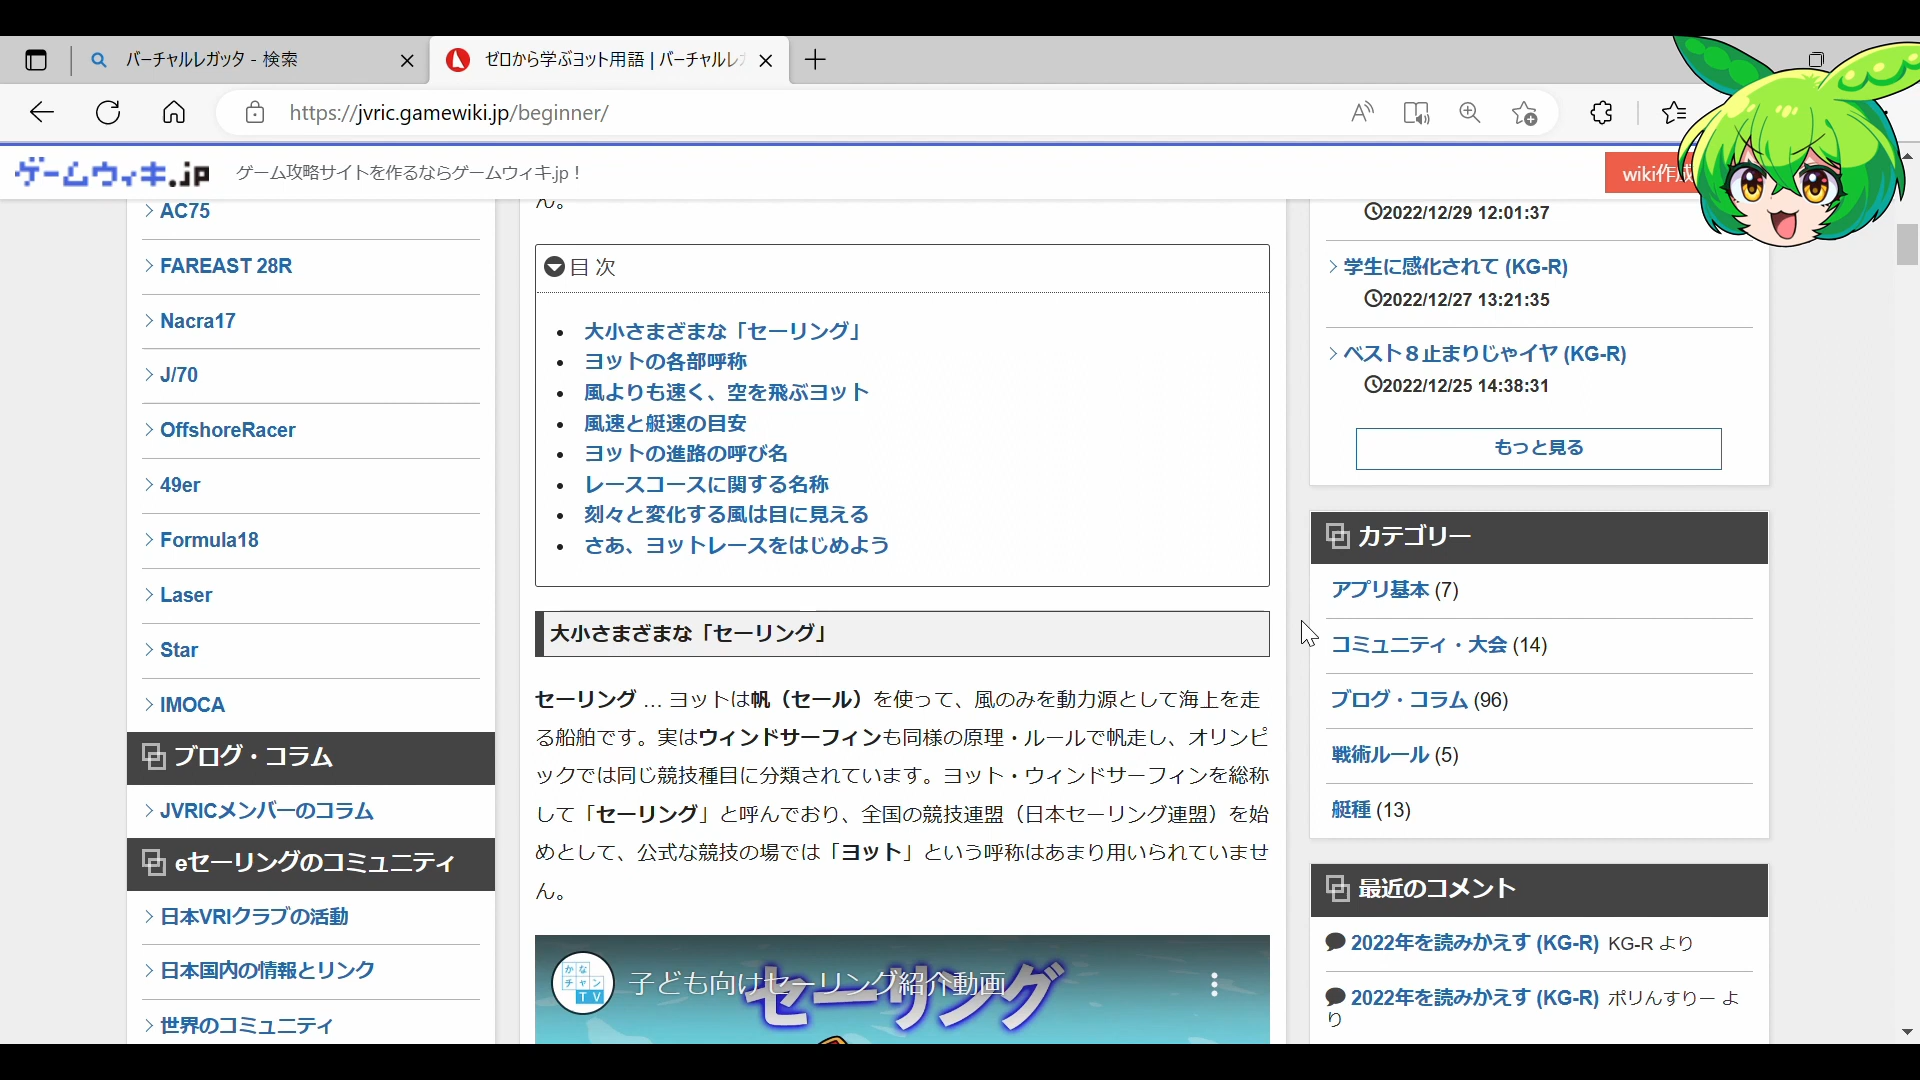 バーチャルレガッタ - 検索
ゼロから学ぶヨット用語 | バーチャルレ
https://jvric.gamewiki.jp/beginner/
ゲームウィキ.jp
ゲーム攻略サイトを作るならゲームウィキ.jp！
wiki作成
AC75
FAREAST 28R
Nacra17
J/70
OffshoreRacer
49er
Formula18
Laser
Star
IMOCA
ブログ・コラム
JVRICメンバーのコラム
eセーリングのコミュニティ
日本VRIクラブの活動
日本国内の情報とリンク
世界のコミュニティ
ん。
目 次
大小さまざまな「セーリング」
ヨットの各部呼称
風よりも速く、空を飛ぶヨット
風速と艇速の目安
ヨットの進路の呼び名
レースコースに関する名称
刻々と変化する風は目に見える
さあ、ヨットレースをはじめよう
大小さまざまな「セーリング」
セーリング … ヨットは帆（セール）を使って、風のみを動力源として海上を走
る船舶です。実はウィンドサーフィンも同様の原理・ルールで帆走し、オリンピ
ックでは同じ競技種目に分類されています。ヨット・ウィンドサーフィンを総称
して「セーリング」と呼んでおり、全国の競技連盟（日本セーリング連盟）を始
めとして、公式な競技の場では「ヨット」という呼称はあまり用いられていませ
ん。
かな
チャン
TV
子ども向けセーリング紹介動画
セーリング
2022/12/29 12:01:37
学生に感化されて (KG-R)
2022/12/27 13:21:35
ベスト８止まりじゃイヤ (KG-R)
2022/12/25 14:38:31
もっと見る
カテゴリー
アプリ基本 (7)
コミュニティ・大会 (14)
ブログ・コラム (96)
戦術ルール (5)
艇種 (13)
最近のコメント
2022年を読みかえす (KG-R) KG-R より
2022年を読みかえす (KG-R) ポリんすりー よ
り